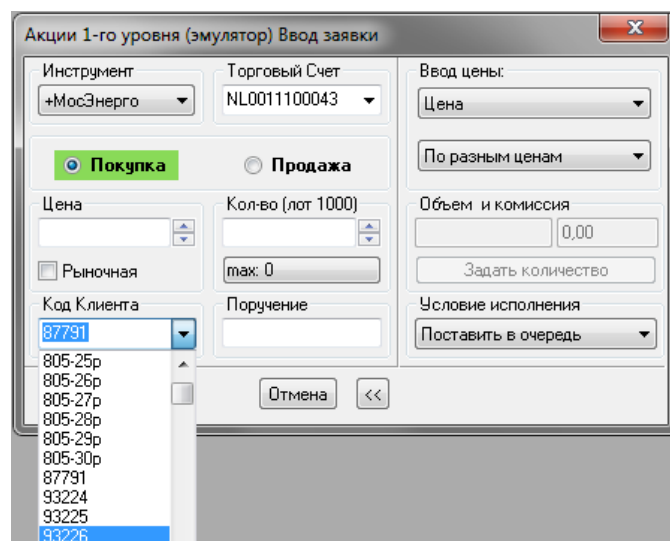 Акции 1-го уровня (эмулятор) Ввод заявки
Инструмент
+МосЭнерго
Торговый Счет
NL0011100043
Ввод цены:
Цена
По разным ценам
Покупка
Продажа
Цена
Кол-во (лот 1000)
Объем и комиссия
0,00
Рыночная
max: 0
Задать количество
Код Клиента
87791
Поручение
Условие исполнения
Поставить в очередь
Отмена
<<
805-25р
805-26р
805-27р
805-28р
805-29р
805-30р
87791
93224
93225
93226